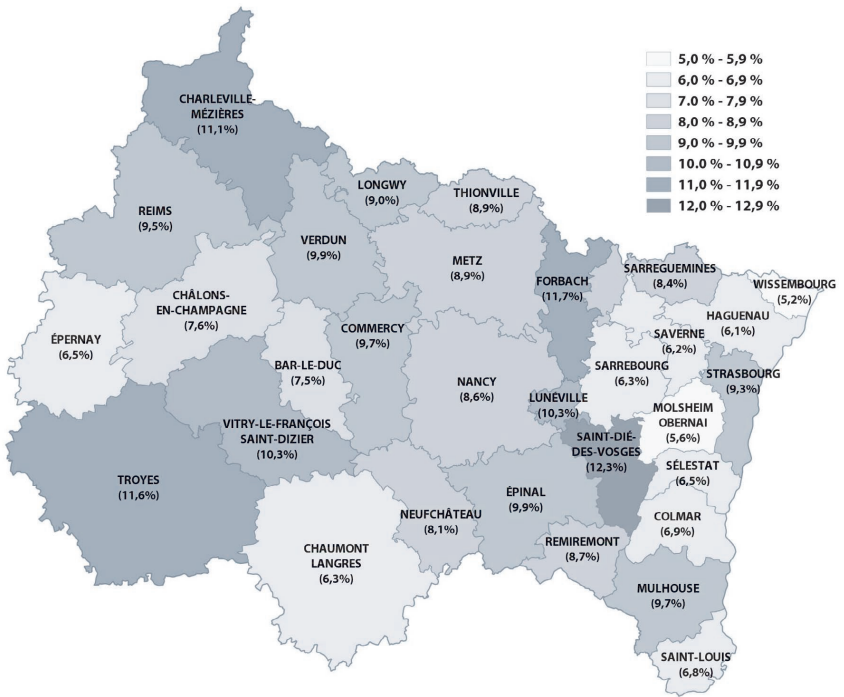 5,0 % - 5,9 %
6,0 % - 6,9 %
7.0 % - 7,9 %
8,0 % - 8,9 %
9,0 % - 9,9 %
10.0 % - 10,9 %
11,0 % - 11,9 %
12,0 % - 12,9 %
CHARLEVILLE-
MÉZIÈRES
(11,1%)
LONGWY
(9,0%)
THIONVILLE
(8,9%)
REIMS
(9,5%)
VERDUN
(9,9%)
METZ
(8,9%)
FORBACH
(11,7%)
SARREGUEMINES
(8,4%)
WISSEMBOURG
(5,2%)
CHÂLONS-
EN-CHAMPAGNE
(7,6%)
HAGUENAU
(6,1%)
ÉPERNAY
(6,5%)
COMMERCY
(9,7%)
SAVERNE
(6,2%)
BAR-LE-DUC
(7,5%)
SARREBOURG
(6,3%)
STRASBOURG
(9,3%)
NANCY
(8,6%)
LUNÉVILLE
(10,3%)
MOLSHEIM
OBERNAI
(5,6%)
VITRY-LE-FRANÇOIS
SAINT-DIZIER
(10,3%)
SAINT-DIÉ-
DES-VOSGES
(12,3%)
TROYES
(11,6%)
SÉLESTAT
(6,5%)
ÉPINAL
(9,9%)
NEUFCHÂTEAU
(8,1%)
COLMAR
(6,9%)
CHAUMONT
LANGRES
(6,3%)
REMIREMONT
(8,7%)
MULHOUSE
(9,7%)
SAINT-LOUIS
(6,8%)